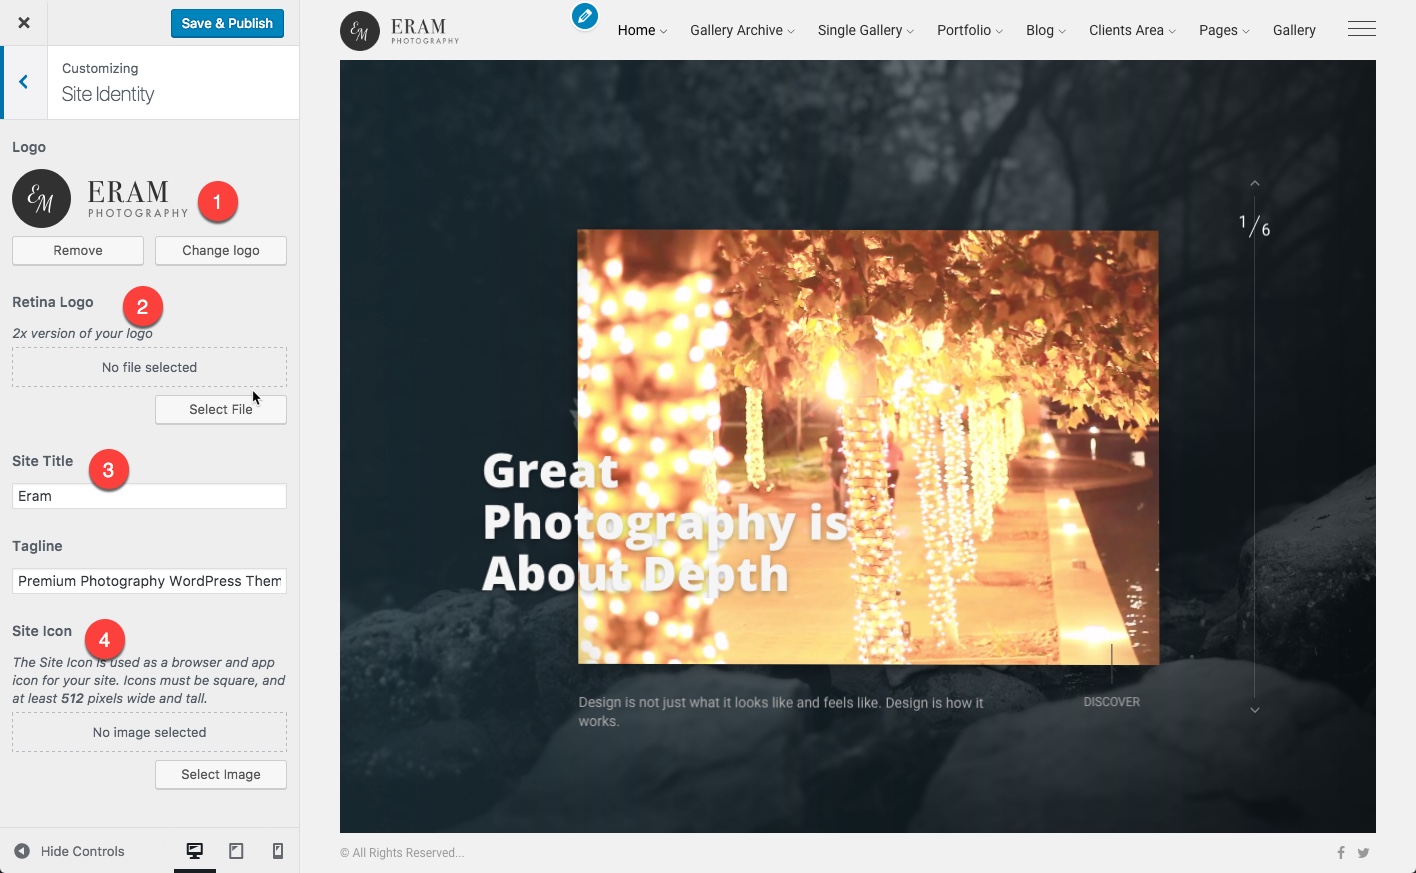 Save & Publish
Customizing
Site Identity
Logo
EM ERAM
PHOTOGRAPHY
1
Remove
Change logo
Retina Logo
2
2x version of your logo
No file selected
Select File
Site Title
3
Eram
Tagline
Premium Photography WordPress Them
Site Icon
4
The Site Icon is used as a browser and app
icon for your site. Icons must be square, and
at least 512 pixels wide and tall.
No image selected
Select Image
Hide Controls
EM ERAM
PHOTOGRAPHY
Home
Gallery Archive
Single Gallery
Portfolio
Blog
Clients Area
Pages
Gallery
1/6
Great
Photography is
About Depth
Design is not just what it looks like and feels like. Design is how it
works.
DISCOVER
© All Rights Reserved...